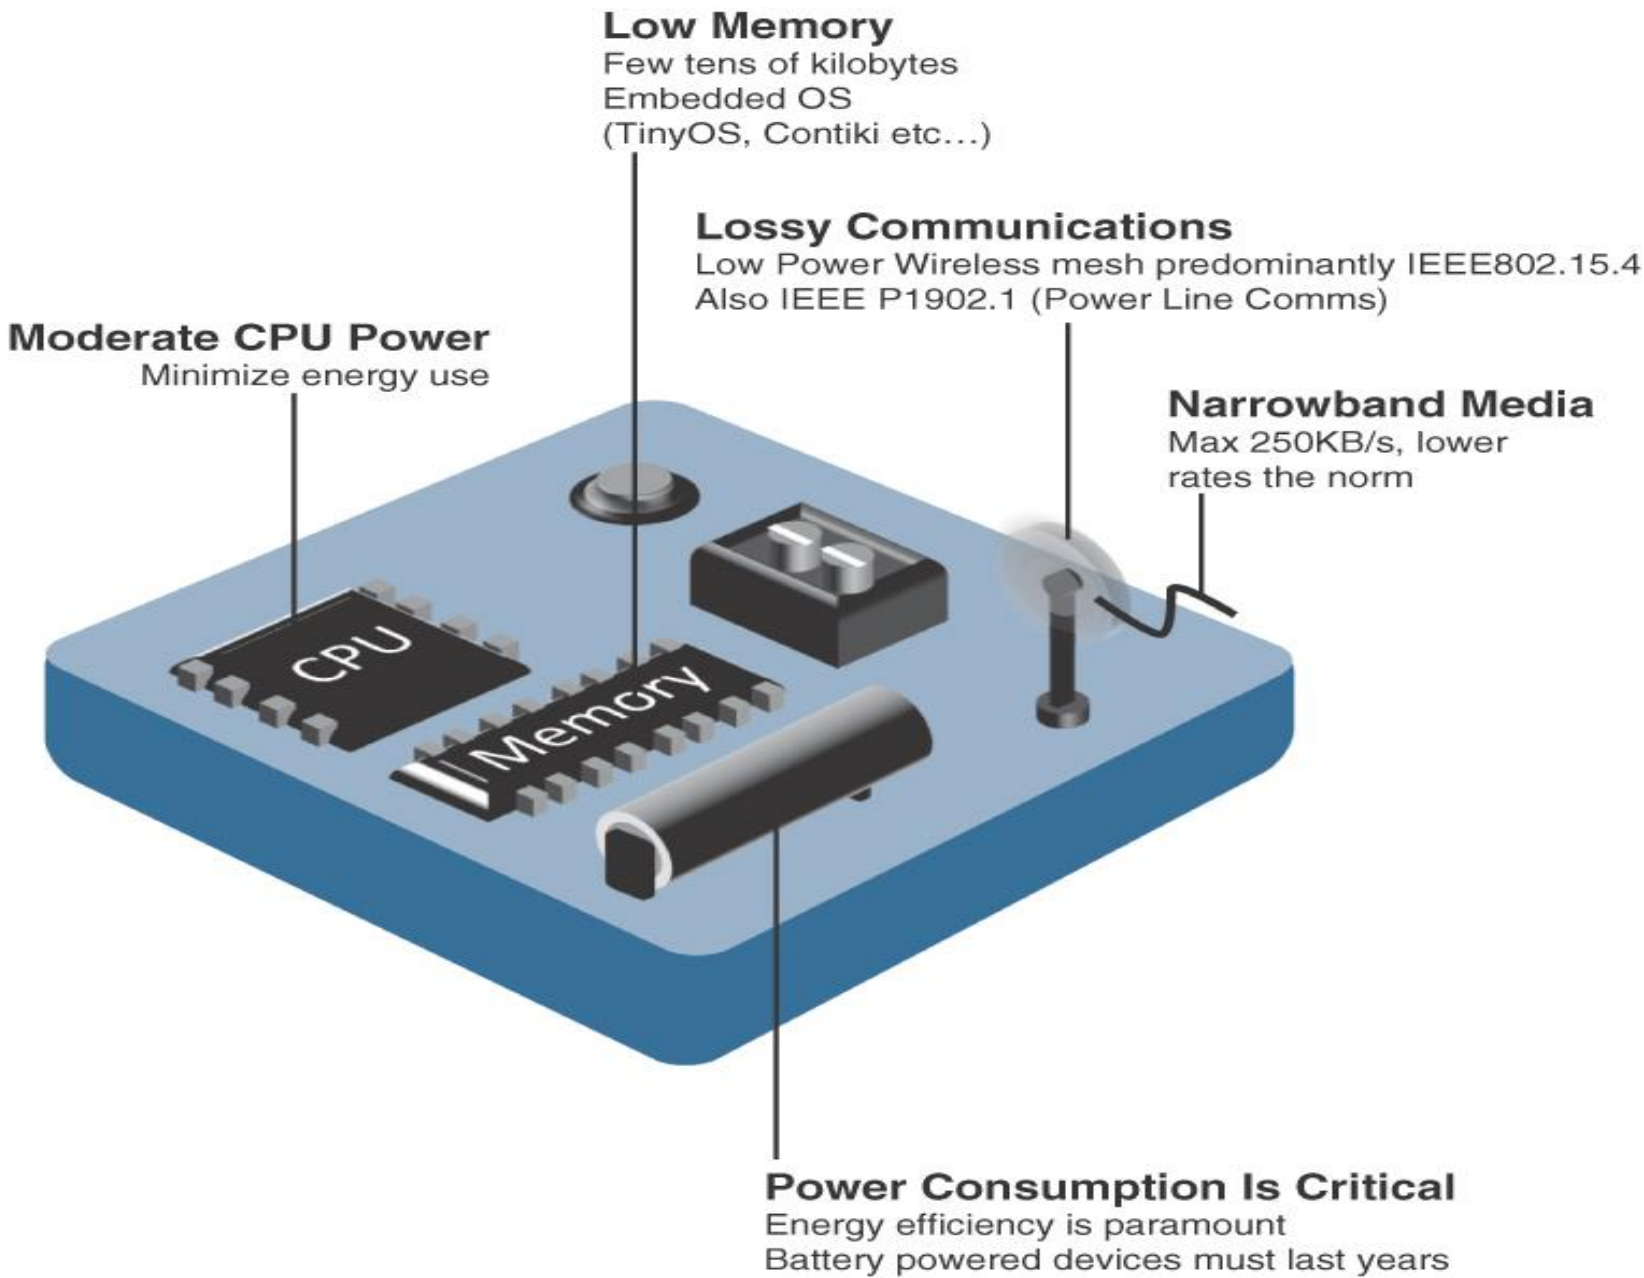 Low Memory
Few tens of kilobytes
Embedded OS
(TinyOS, Contiki etc...)
Lossy Communications
Low Power Wireless mesh predominantly IEEE802.15.4
Also IEEE P1902.1 (Power Line Comms)
Moderate CPU Power
Minimize energy use
Narrowband Media
Max 250KB/s, lower
rates the norm
CPU
Memory
Power Consumption Is Critical
Energy efficiency is paramount
Battery powered devices must last years